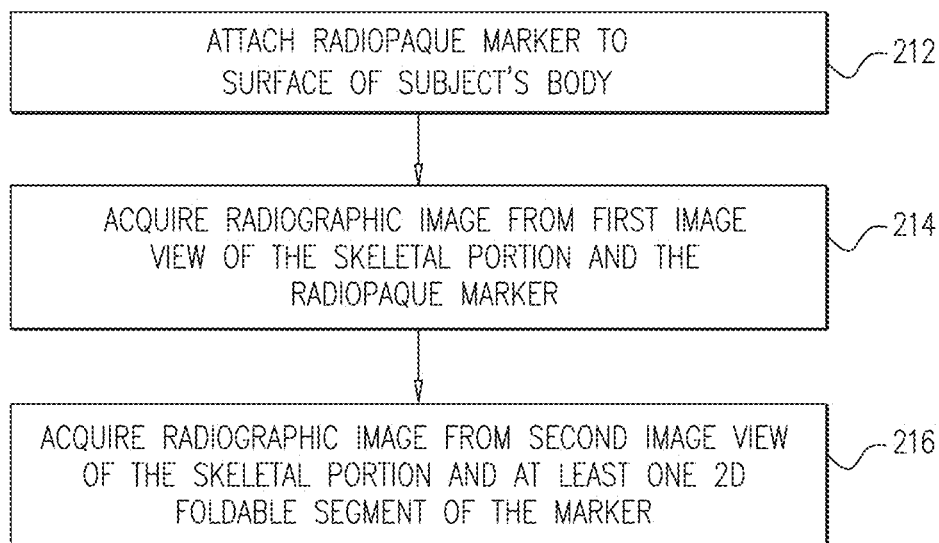 ATTACH RADIOPAQUE MARKER TO
SURFACE OF SUBJECT'S BODY
212
ACQUIRE RADIOGRAPHIC IMAGE FROM FIRST IMAGE
VIEW OF THE SKELETAL PORTION AND THE
RADIOPAQUE MARKER
214
ACQUIRE RADIOGRAPHIC IMAGE FROM SECOND IMAGE VIEW
OF THE SKELETAL PORTION AND AT LEAST ONE 2D
FOLDABLE SEGMENT OF THE MARKER
216